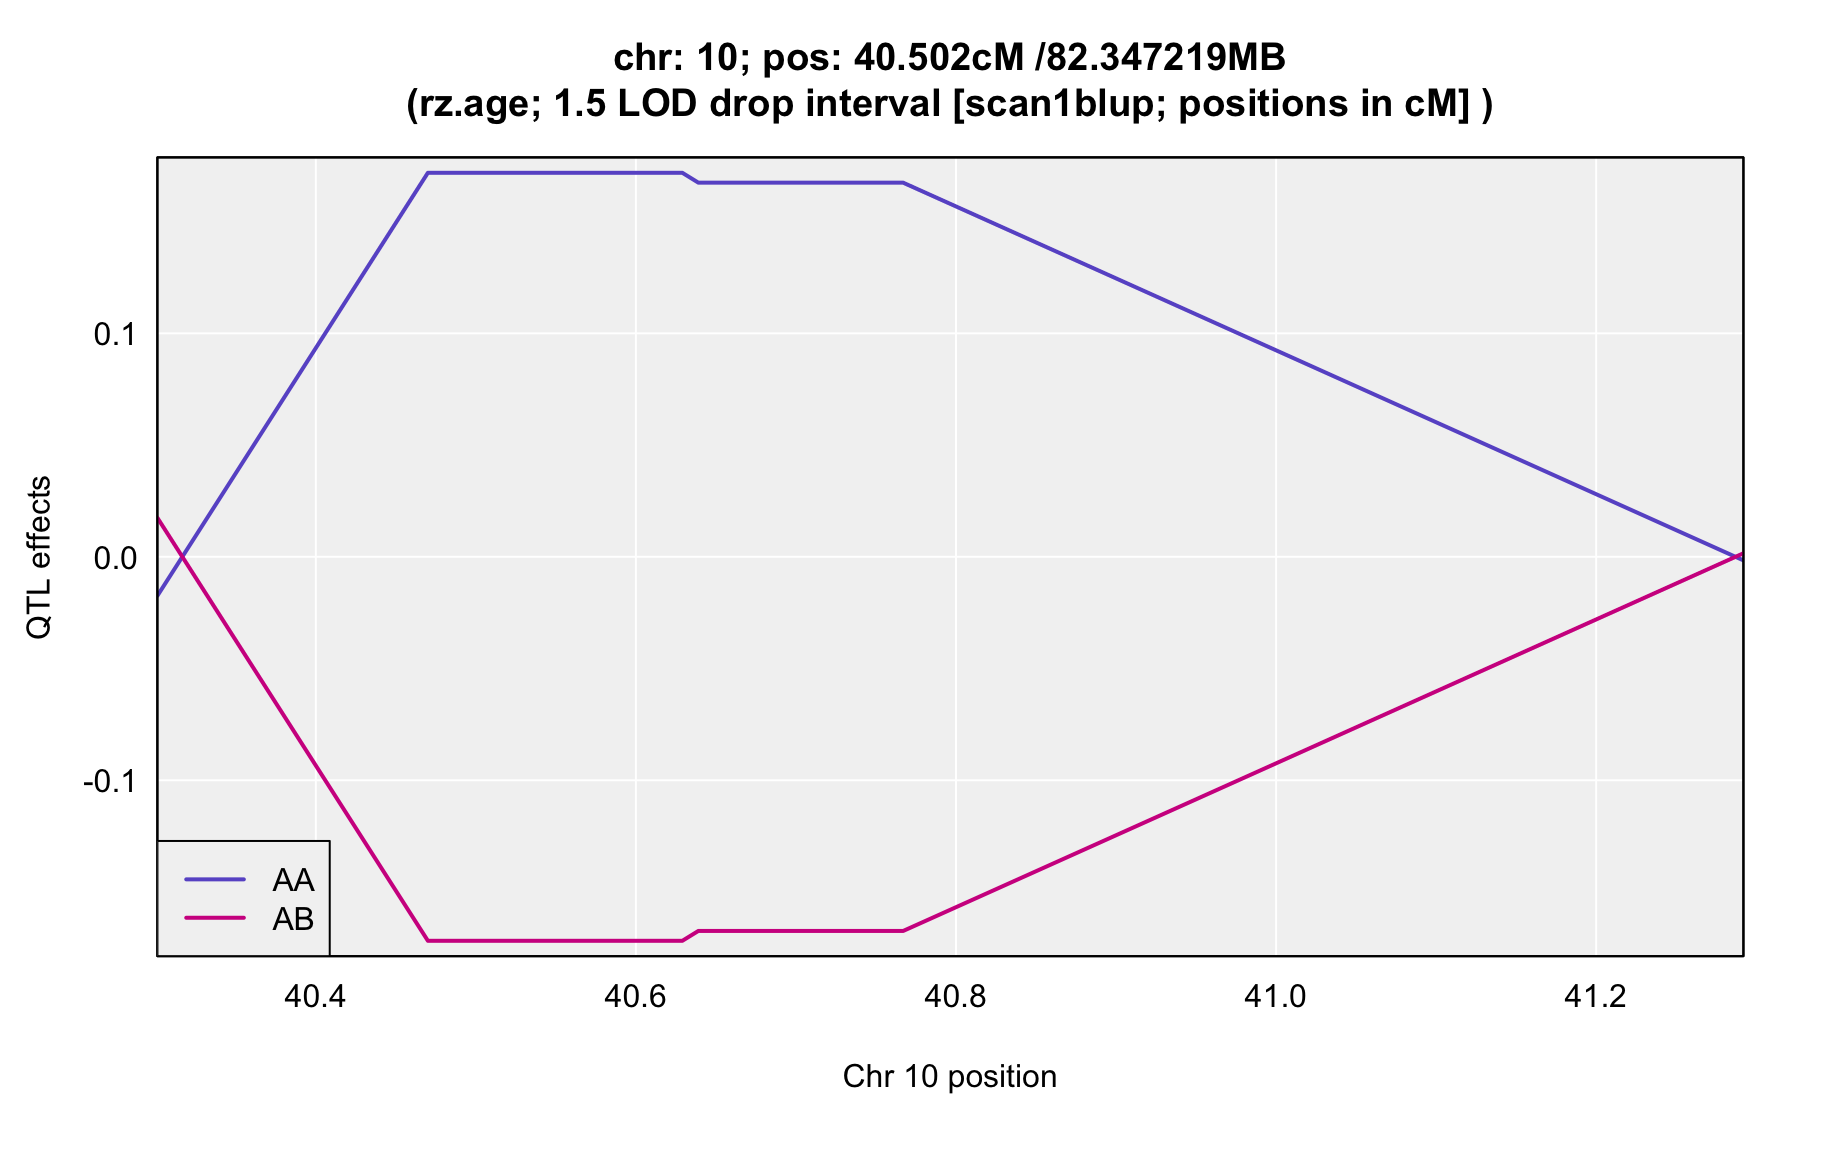 chr: 10; pos: 40.502cM /82.347219MB
(rz.age; 1.5 LOD drop interval [scan1blup; positions in cM] )
QTL effects
0.1
0.0
-0.1
AA
AB
40.4 40.6 40.8 41.0 41.2
Chr 10 position